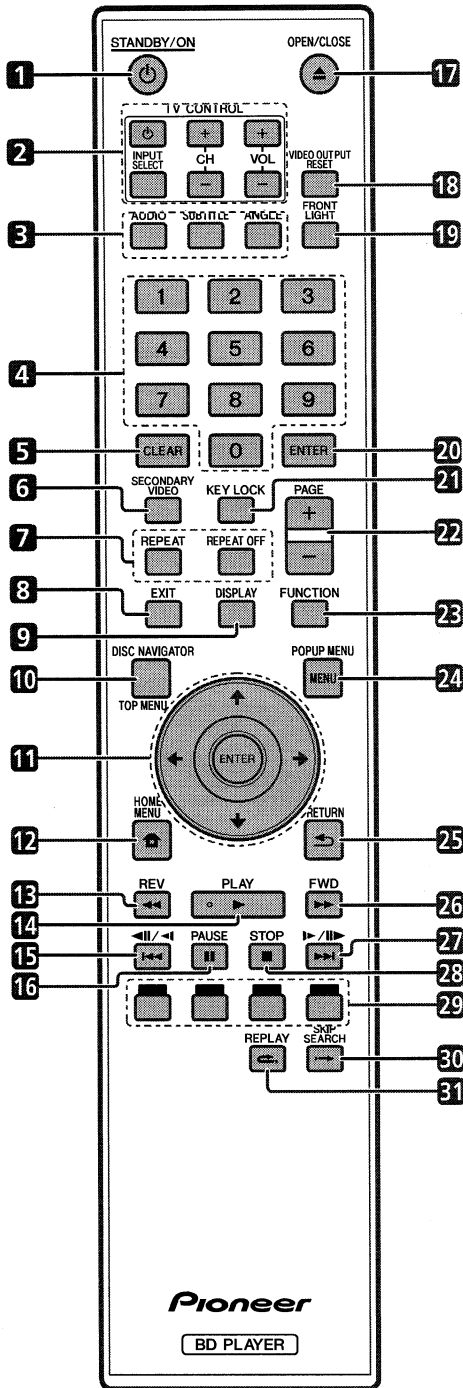 STANDBY/ON
OPEN/CLOSE
1
17
TV CONTROL
2
+
+
INPUT SELECT
CH
VOL
VIDEO OUTPUT RESET
−
−
18
3
AUDIO
SUBTITLE
ANGLE
FRONT LIGHT
19
1
2
3
4
4
5
6
7
8
9
5
CLEAR
0
ENTER
20
6
SECONDARY VIDEO
KEY LOCK
21
PAGE
+
22
−
7
REPEAT
REPEAT OFF
8
EXIT
DISPLAY
FUNCTION
23
9
DISC NAVIGATOR
POPUP MENU
10
MENU
24
TOP MENU
11
ENTER
HOME MENU
RETURN
12
25
13
REV
PLAY
FWD
26
14
15
PAUSE
STOP
27
16
28
29
REPLAY
SKIP SEARCH
30
31
Pioneer
BD PLAYER